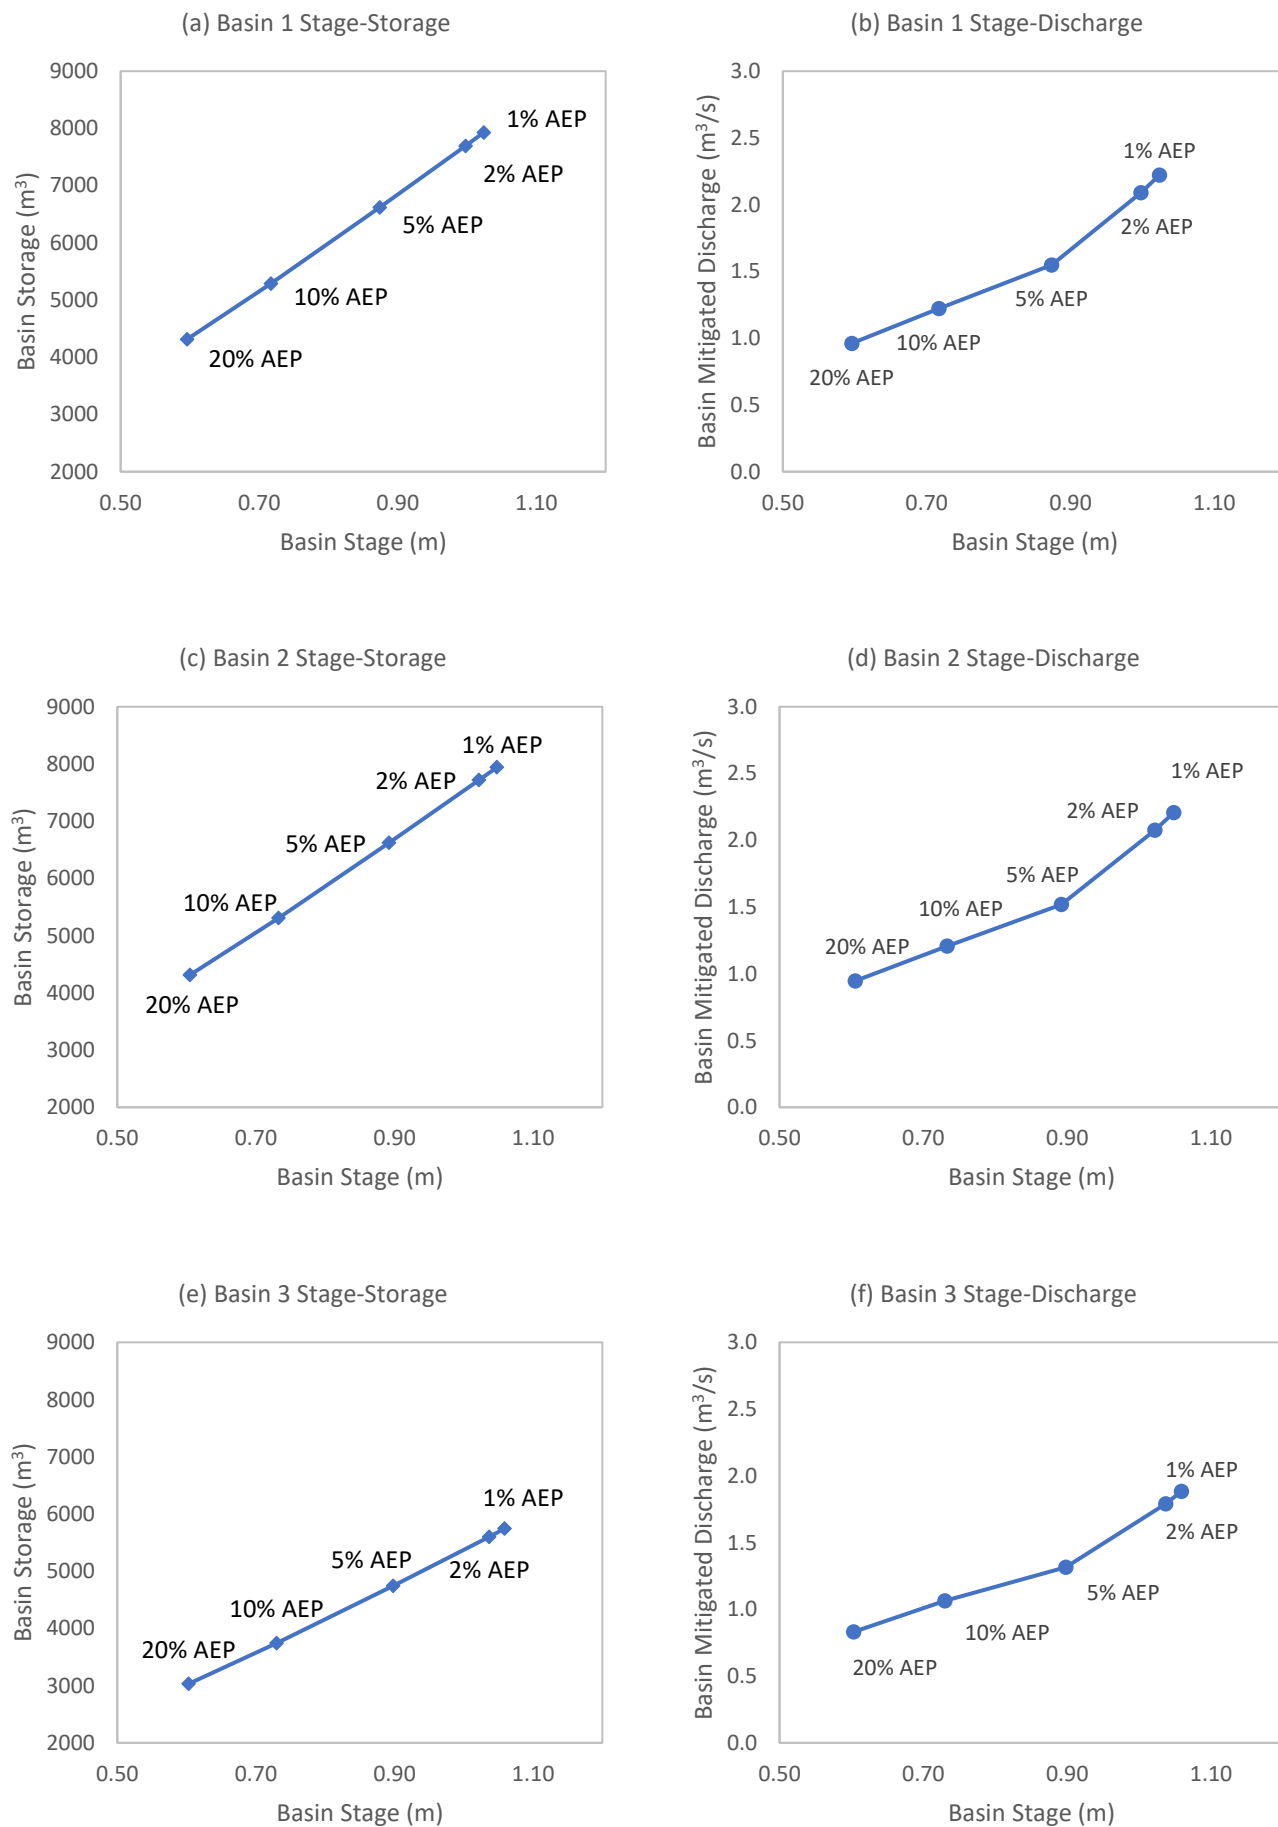 (a) Basin 1 Stage-Storage
Basin Storage (m³)
9000
8000
7000
6000
5000
4000
3000
2000
1% AEP
2% AEP
5% AEP
10% AEP
20% AEP
0.50 0.70 0.90 1.10
Basin Stage (m)
(b) Basin 1 Stage-Discharge
Basin Mitigated Discharge (m³/s)
3.0
2.5
2.0
1.5
1.0
0.5
0.0
1% AEP
2% AEP
5% AEP
10% AEP
20% AEP
0.50 0.70 0.90 1.10
Basin Stage (m)
(c) Basin 2 Stage-Storage
Basin Storage (m³)
9000
8000
7000
6000
5000
4000
3000
2000
1% AEP
2% AEP
5% AEP
10% AEP
20% AEP
0.50 0.70 0.90 1.10
Basin Stage (m)
(d) Basin 2 Stage-Discharge
Basin Mitigated Discharge (m³/s)
3.0
2.5
2.0
1.5
1.0
0.5
0.0
1% AEP
2% AEP
5% AEP
10% AEP
20% AEP
0.50 0.70 0.90 1.10
Basin Stage (m)
(e) Basin 3 Stage-Storage
Basin Storage (m³)
9000
8000
7000
6000
5000
4000
3000
2000
1% AEP
5% AEP
2% AEP
10% AEP
20% AEP
0.50 0.70 0.90 1.10
Basin Stage (m)
(f) Basin 3 Stage-Discharge
Basin Mitigated Discharge (m³/s)
3.0
2.5
2.0
1.5
1.0
0.5
0.0
1% AEP
2% AEP
5% AEP
10% AEP
20% AEP
0.50 0.70 0.90 1.10
Basin Stage (m)